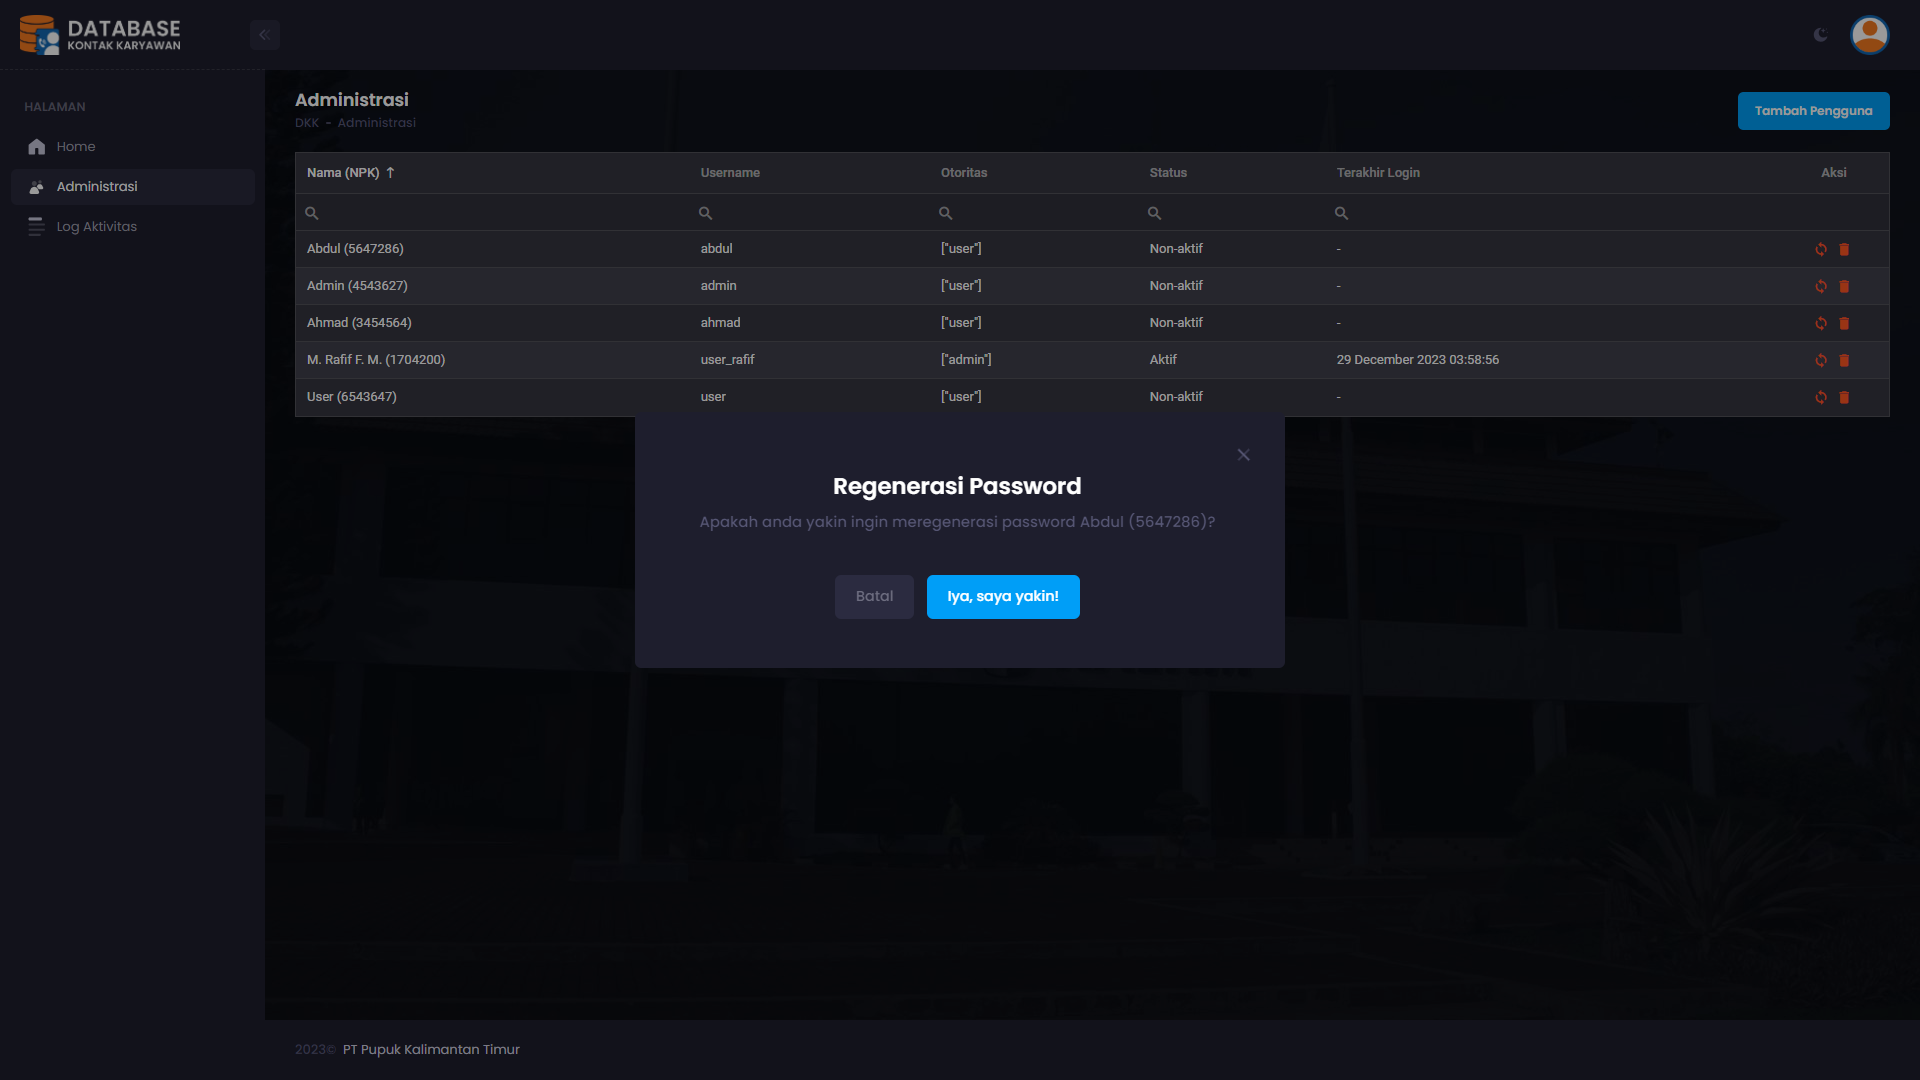 DATABASE
KONTAK KARYAWAN
HALAMAN
Home
Administrasi
Log Aktivitas
Administrasi
DKK - Administrasi
Tambah Pengguna
Nama (NPK) ↑ Username Otoritas Status Terakhir Login Aksi
Abdul (5647286) abdul ["user"] Non-aktif -
Admin (4543627) admin ["user"] Non-aktif -
Ahmad (3454564) ahmad ["user"] Non-aktif -
M. Rafif F. M. (1704200) user_rafif ["admin"] Aktif 29 December 2023 03:58:56
User (6543647) user ["user"] Non-aktif -
Regenerasi Password
Apakah anda yakin ingin meregenerasi password Abdul (5647286)?
Batal Iya, saya yakin!
2023© PT Pupuk Kalimantan Timur